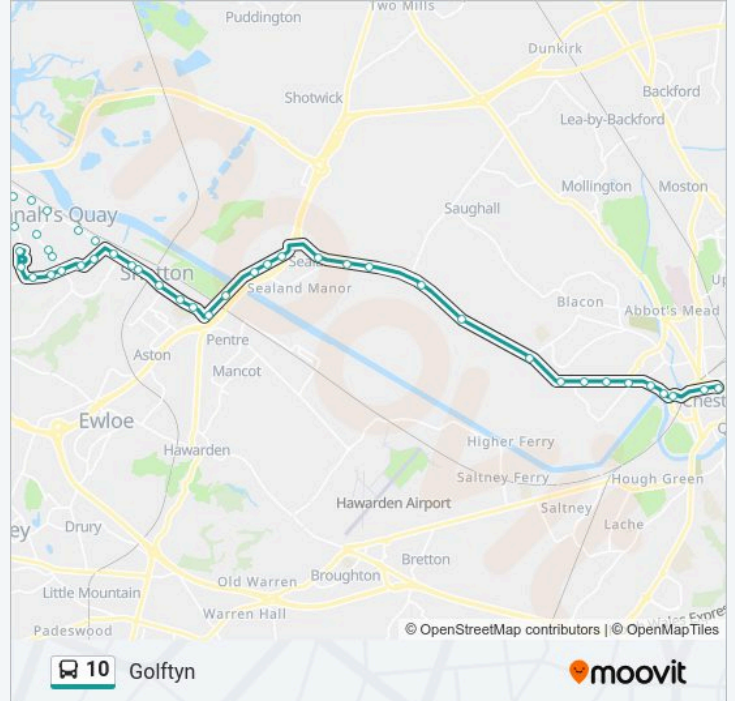 Two Mills
Puddington
Dunkirk
Shotwick
Backford
Lea-by-Backford
Mollington
Moston
Saughall
nah's Quay
Sealand Manor
Blacon
Abbot's Mead
Pentre
Aston
Mancot
Ewloe
Higher Ferry
Hawarden
Saltney Ferry
Hough Green
Hawarden Airport
Saltney
Lache
ey
Drury
Bretton
Broughton
Old Warren
Little Mountain
Warren Hall
Padeswood
© OpenStreetMap contributors | © OpenMapTiles
10 Golftyn
moovit